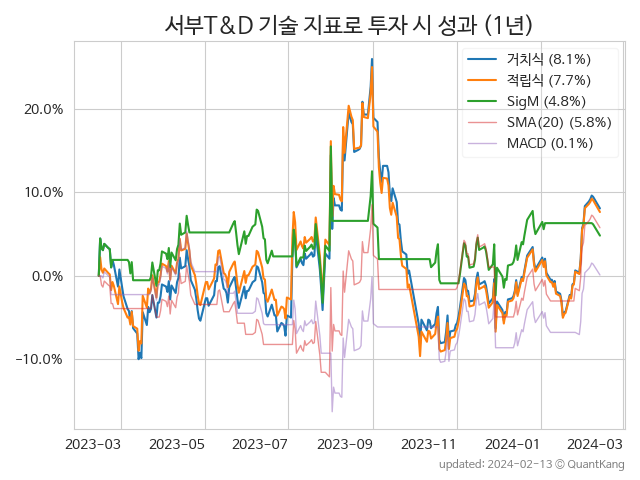 서부T&D 기술 지표로 투자 시 성과 (1년)
거치식 (8.1%)
적립식 (7.7%)
SigM (4.8%)
SMA(20) (5.8%)
MACD (0.1%)
20.0%
10.0%
0.0%
−10.0%
2023-03 2023-05 2023-07 2023-09 2023-11 2024-01 2024-03
updated: 2024-02-13 © QuantKang